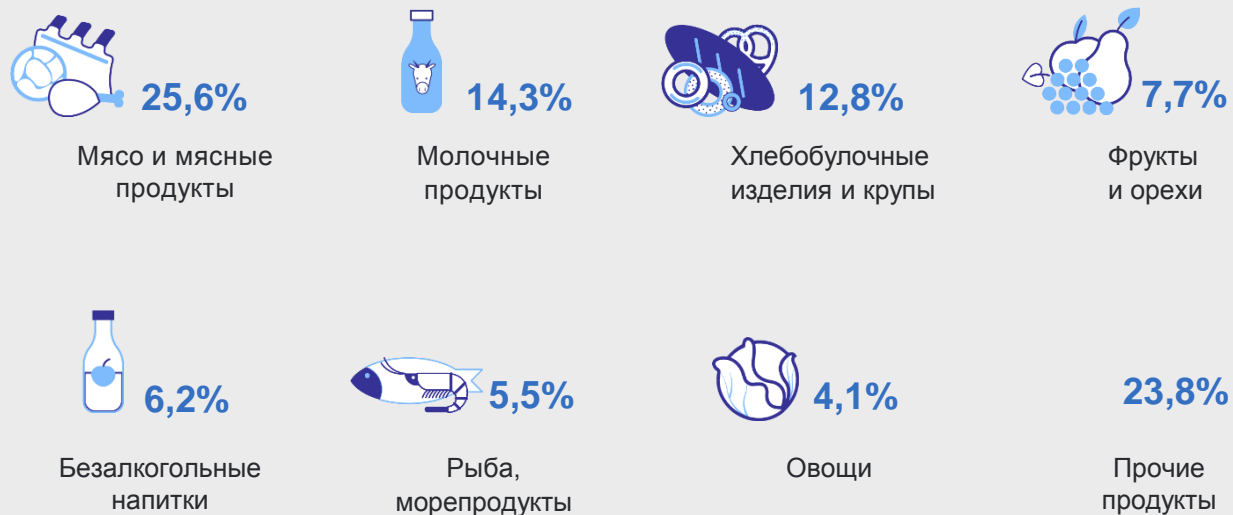 25,6%
Мясо и мясные
продукты
14,3%
Молочные
продукты
12,8%
Хлебобулочные
изделия и крупы
7,7%
Фрукты
и орехи
6,2%
Безалкогольные
напитки
5,5%
Рыба,
морепродукты
4,1%
Овощи
23,8%
Прочие
продукты